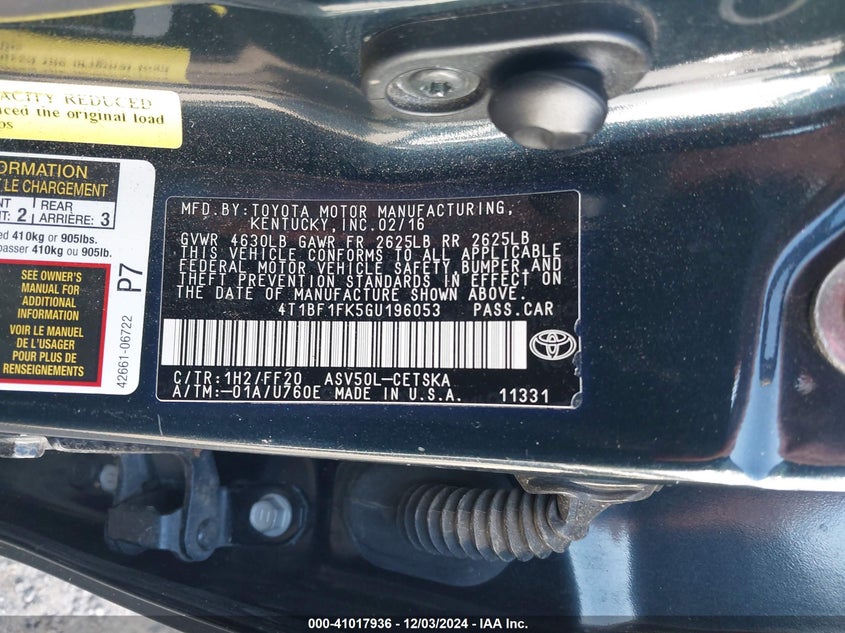 ACITY REDUCED
uced the original load
os
ORMATION
LE CHARGEMENT
NT: 2 REAR ARRIÈRE: 3
eed 410kg or 905lbs.
passer 410kg ou 905lb.
SEE OWNER'S
MANUAL FOR
ADDITIONAL
INFORMATION
VOIR LE MANUEL
DE L'USAGER
POUR PLUS DE
RENSEIGNEMENTS
P7
42661-06722
MFD.BY:TOYOTA MOTOR MANUFACTURING,
KENTUCKY,INC.02/16
GVWR 4630LB GAWR FR 2625LB RR 2625LB
THIS VEHICLE CONFORMS TO ALL APPLICABLE
FEDERAL MOTOR VEHICLE SAFETY,BUMPER,AND
THEFT PREVENTION STANDARDS IN EFFECT ON
THE DATE OF MANUFACTURE SHOWN ABOVE.
4T1BF1FK5GU196053 PASS.CAR
C/TR:1H2/FF20 ASV50L-CETSKA
A/TM:-01A/U760E MADE IN U.S.A. 11331
000-41017936 - 12/03/2024 - IAA Inc.